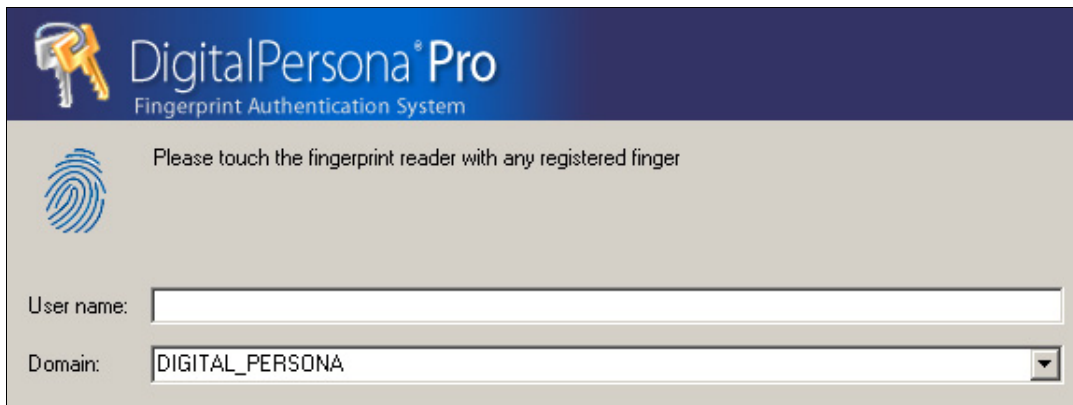 DigitalPersona® Pro
Fingerprint Authentication System
Please touch the fingerprint reader with any registered finger
User name:
Domain: DIGITAL_PERSONA